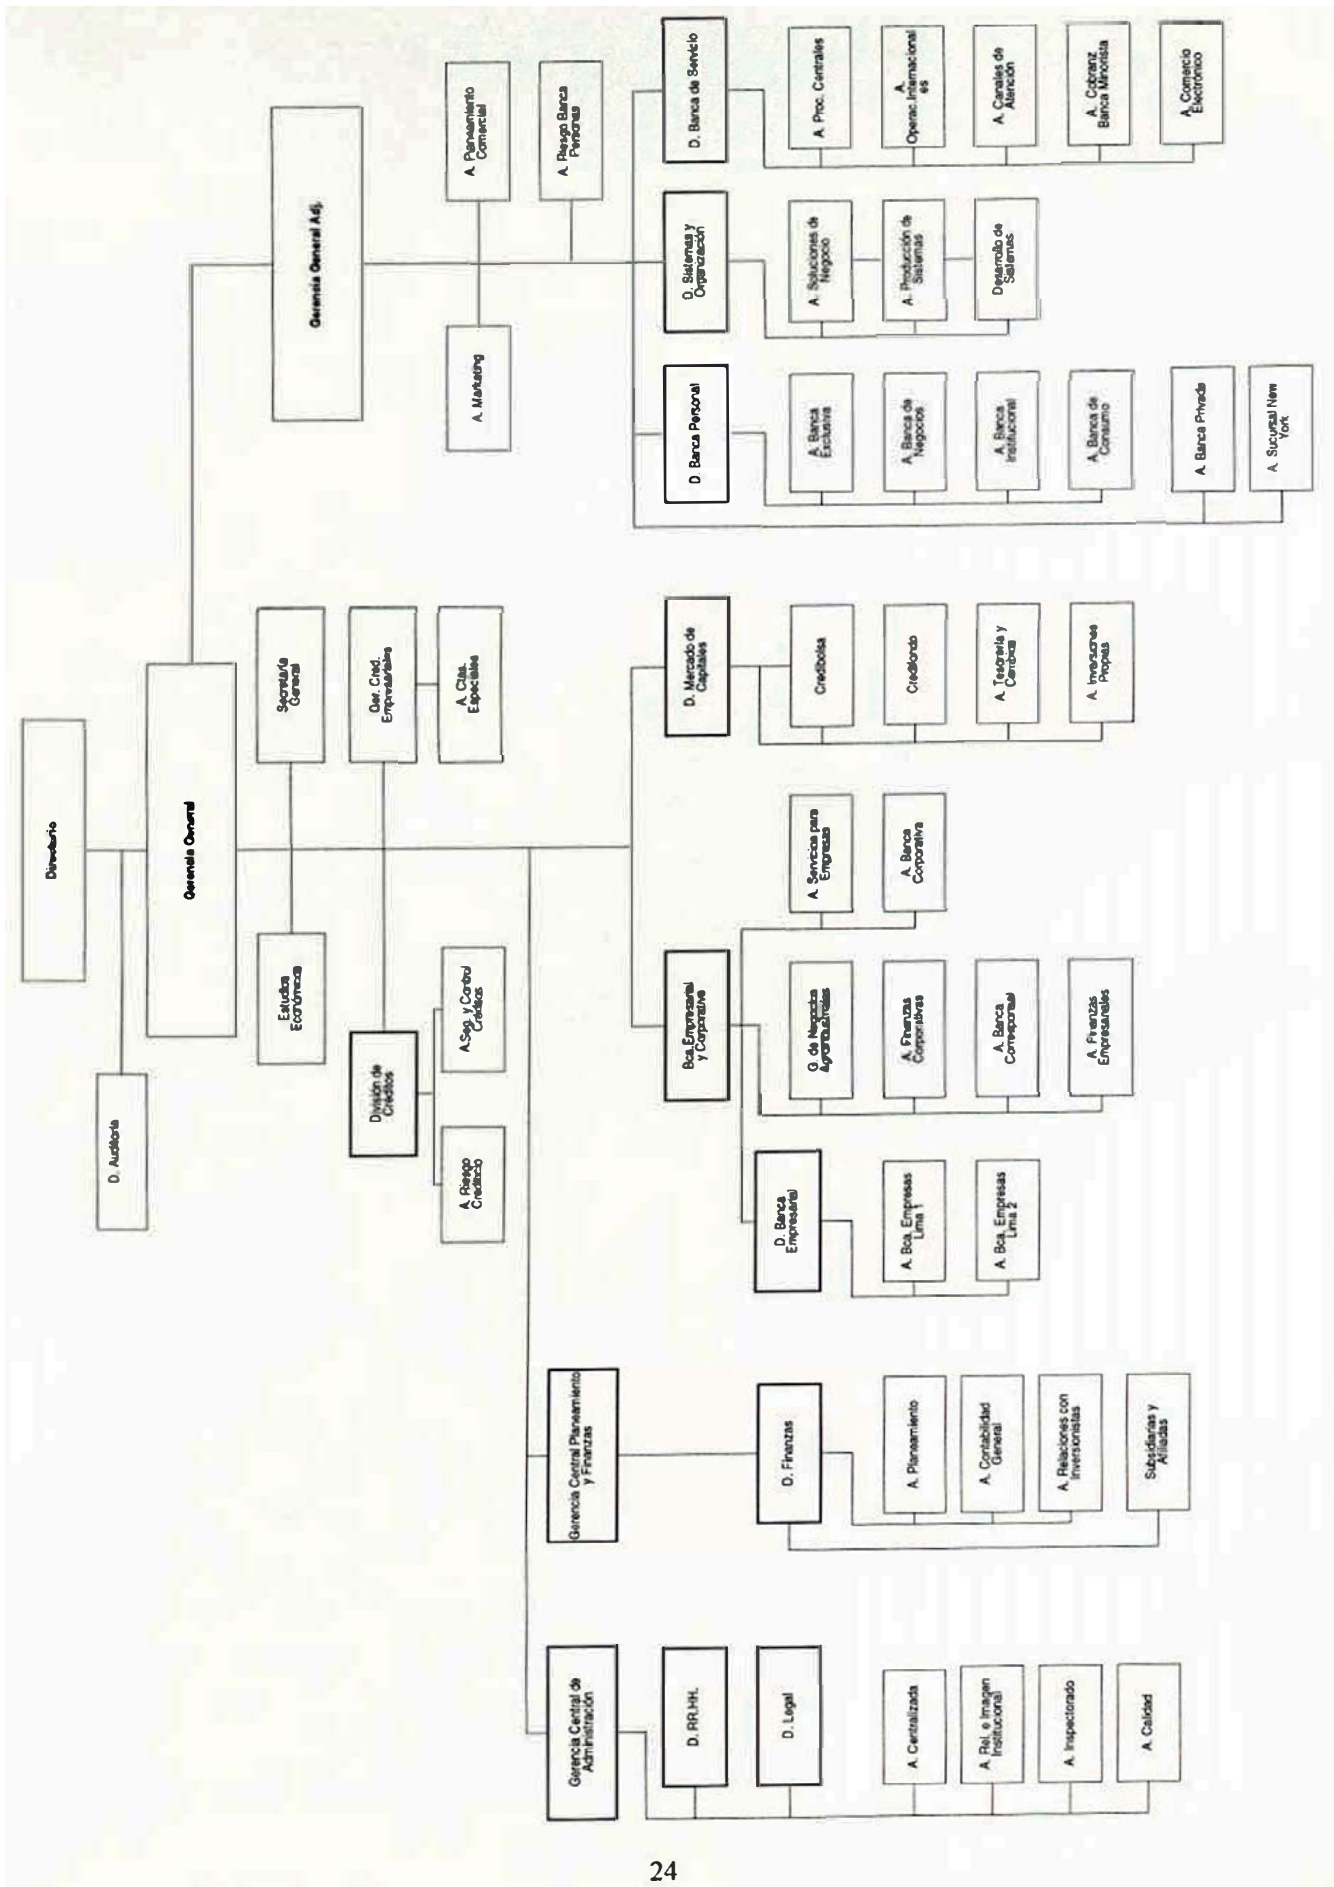 Directorio
D. Auditoría
Gerencia General
Estudios
Económicos
Secretaría
General
División de
Créditos
Ger. Cred.
Empresariales
A. Riesgo
Crediticio
A.Seg. y Control
Créditos
A. Ctas.
Especiales
Gerencia General Adj.
A. Marketing
A. Planeamiento
Comercial
A. Riesgo Banca
Personas
Gerencia Central de
Administración
D. RR.HH.
D. Legal
A. Centralizada
A. Rel. e Imagen
Institucional
A. Inspectorado
A. Calidad
Gerencia Central Planeamiento
y Finanzas
D. Finanzas
A. Planeamiento
A. Contabilidad
General
A. Relaciones con
Inversionistas
Subsidiarias y
Afiliadas
Bca. Empresarial
y Corporativa
D. Banca
Empresarial
A. Bca. Empresas
Lima 1
A. Bca. Empresas
Lima 2
G. de Negocios
Agroindustriales
A. Finanzas
Corporativas
A. Banca
Corresponsal
A. Finanzas
Empresariales
A. Servicios para
Empresas
A. Banca
Corporativa
D. Mercado de
Capitales
Credibolsa
Credifondo
A. Tesorería y
Cambios
A. Inversiones
Propias
D. Banca Personal
A. Banca
Exclusiva
A. Banca de
Negocios
A. Banca
Institucional
A. Banca de
Consumo
A. Banca Privada
A. Sucursal New
York
D. Sistemas y
Organización
A. Soluciones de
Negocio
A. Producción de
Sistemas
Desarrollo de
Sistemas
D. Banca de Servicio
A. Proc. Centrales
A.
Operac.Internacional
es
A. Canales de
Atención
A. Cobranz
Banca Minorista
A. Comercio
Electrónico
24